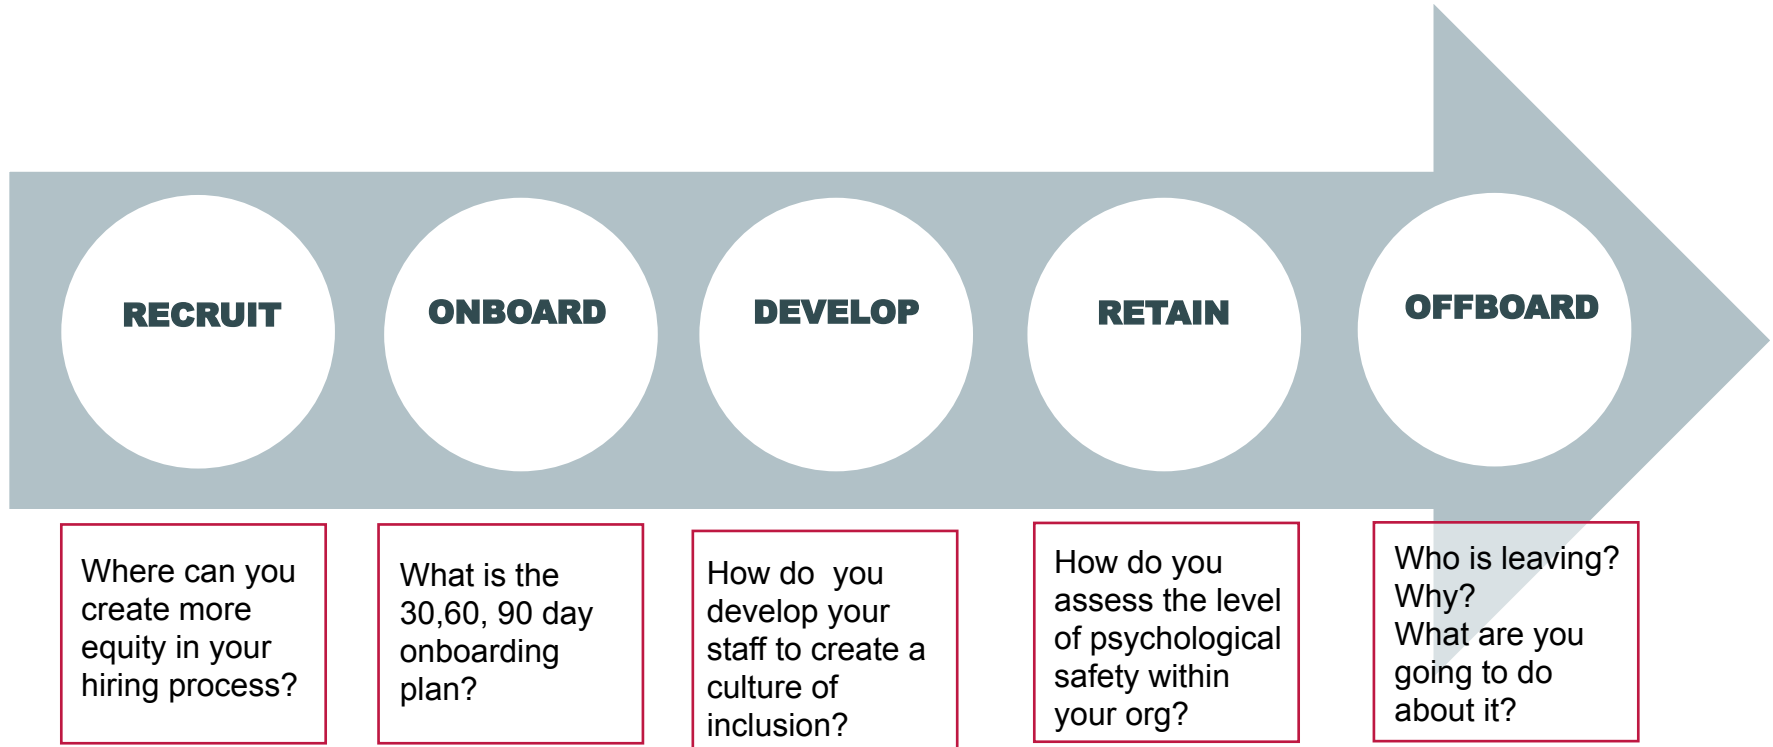 RECRUIT
ONBOARD
DEVELOP
RETAIN
OFFBOARD
Where can you
create more
equity in your
hiring process?
What is the
30,60, 90 day
onboarding
plan?
How do  you
develop your
staff to create a
culture of
inclusion?
How do you
assess the level
of psychological
safety within
your org?
Who is leaving?
Why?
What are you
going to do
about it?